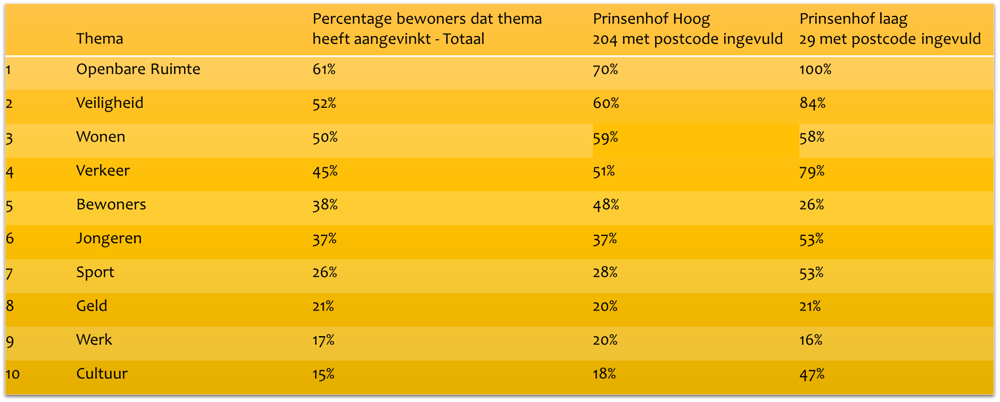 Thema Percentage bewoners dat thema heeft aangevinkt - Totaal Prinsenhof Hoog 204 met postcode ingevuld Prinsenhof laag 29 met postcode ingevuld
1 Openbare Ruimte 61% 70% 100%
2 Veiligheid 52% 60% 84%
3 Wonen 50% 59% 58%
4 Verkeer 45% 51% 79%
5 Bewoners 38% 48% 26%
6 Jongeren 37% 37% 53%
7 Sport 26% 28% 53%
8 Geld 21% 20% 21%
9 Werk 17% 20% 16%
10 Cultuur 15% 18% 47%